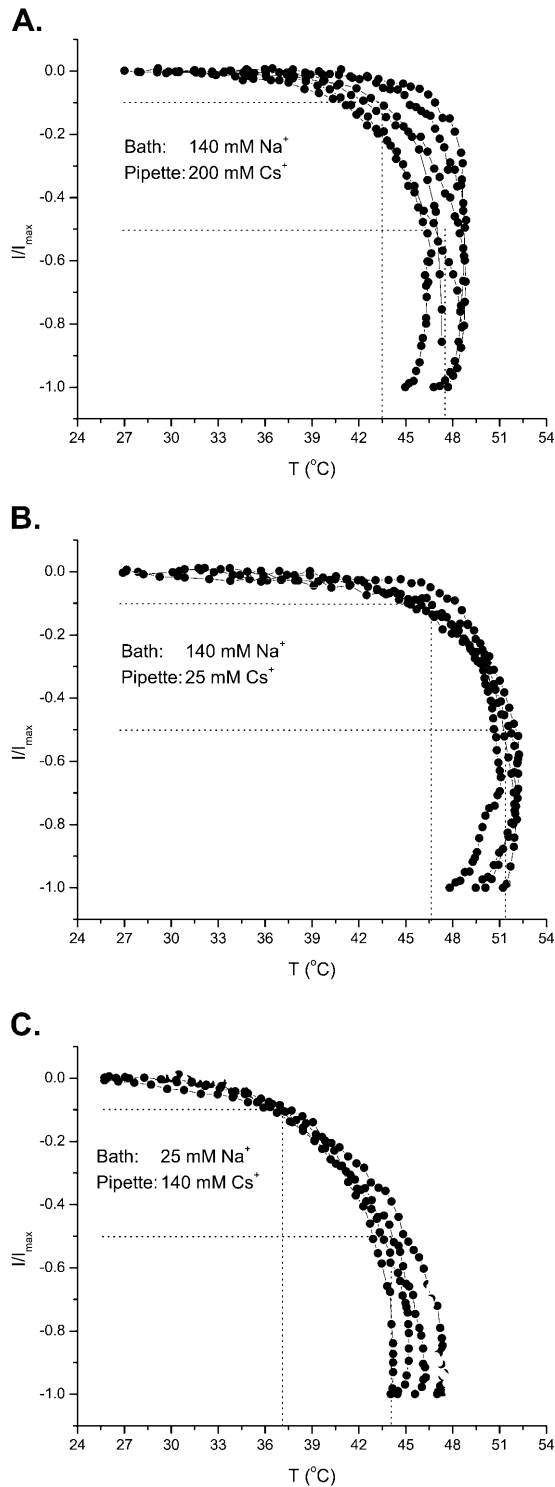 A.
0.0
-0.2
-0.4
-0.6
-0.8
-1.0
I/Imax
Bath: 140 mM Na+
Pipette: 200 mM Cs+
24 27 30 33 36 39 42 45 48 51 54
T (oC)
B.
0.0
-0.2
-0.4
-0.6
-0.8
-1.0
I/Imax
Bath: 140 mM Na+
Pipette: 25 mM Cs+
24 27 30 33 36 39 42 45 48 51 54
T (oC)
C.
0.0
-0.2
-0.4
-0.6
-0.8
-1.0
I/Imax
Bath: 25 mM Na+
Pipette: 140 mM Cs+
24 27 30 33 36 39 42 45 48 51 54
T (oC)